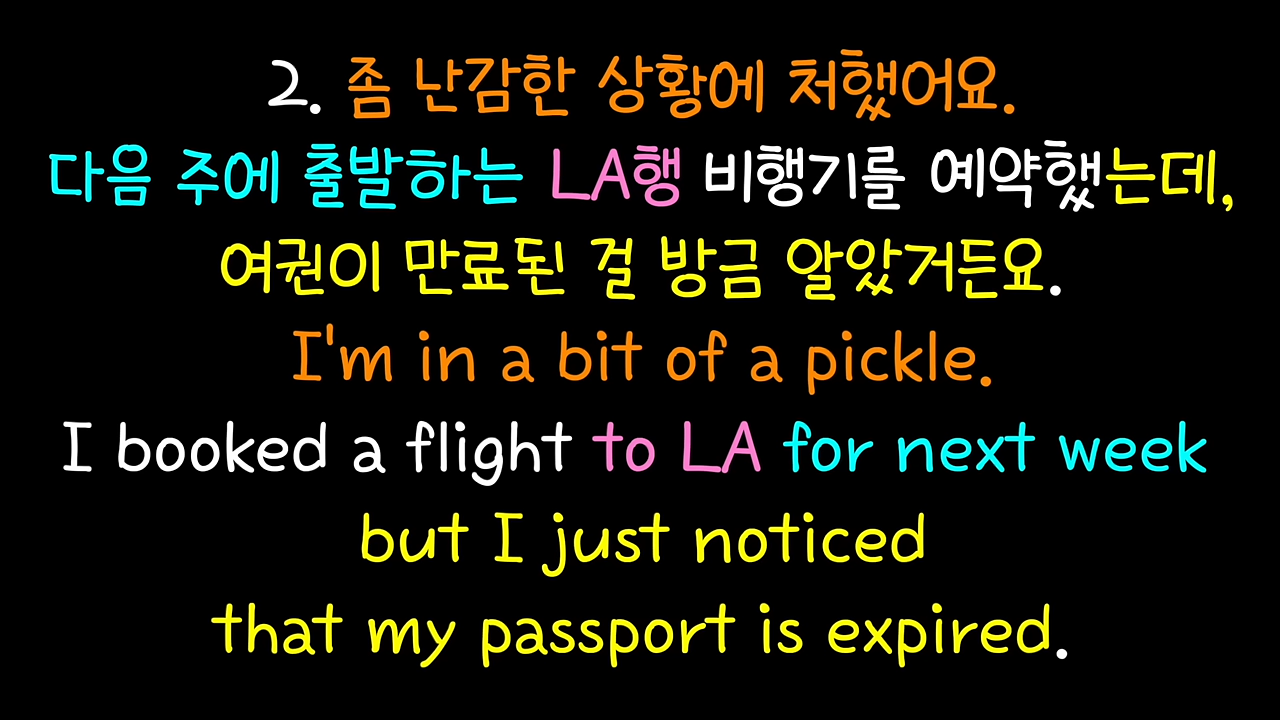 2. 좀 난감한 상황에 처했어요.
다음 주에 출발하는 LA행 비행기를 예약했는데,
여권이 만료된 걸 방금 알았거든요.
I'm in a bit of a pickle.
I booked a flight to LA for next week
but I just noticed
that my passport is expired.